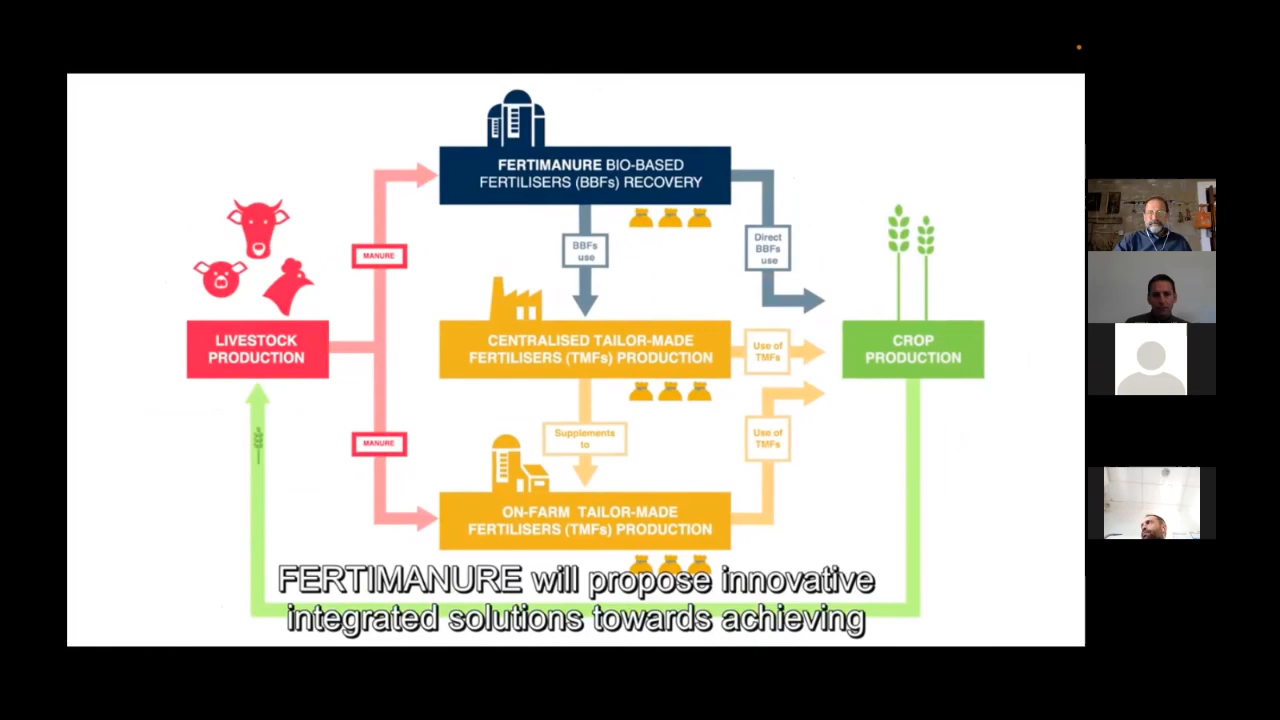 FERTIMANURE BIO-BASED
FERTILISERS (BBFs) RECOVERY
BBFs
use
Direct
BBFs
use
MANURE
LIVESTOCK
PRODUCTION
CENTRALISED TAILOR-MADE
FERTILISERS (TMFs) PRODUCTION
Use of
TMFs
CROP
PRODUCTION
MANURE
Supplements
to
Use of
TMFs
ON-FARM TAILOR-MADE
FERTILISERS (TMFs) PRODUCTION
FERTIMANURE will propose innovative
integrated solutions towards achieving